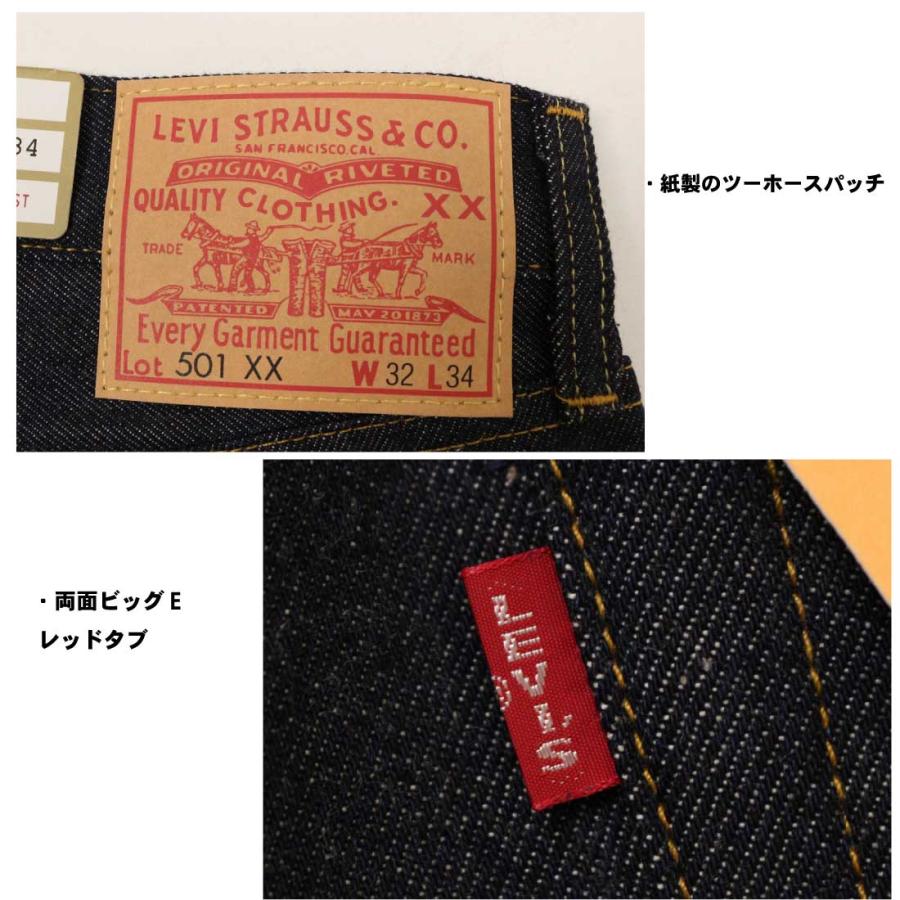 34
ST
LEVI STRAUSS & CO.
SAN FRANCISCO.CAL
ORIGINAL RIVETED
QUALITY CLOTHING. XX
TRADE MARK
PATENTED MAY 20 1873
Every Garment Guaranteed
Lot 501 XX W 32 L 34
・紙製のツーホースパッチ
・両面ビッグE
レッドタブ
LEVI'S
®